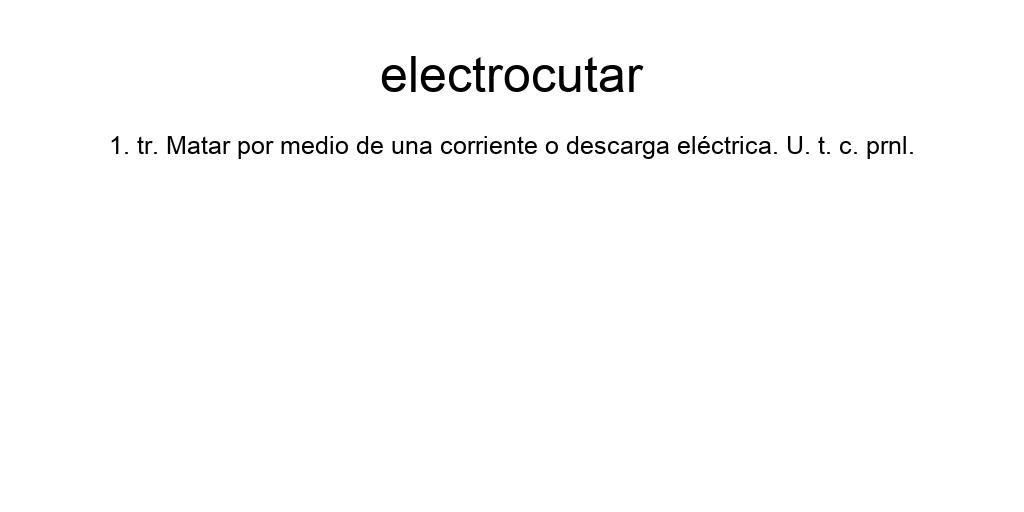 electrocutar
1. tr. Matar por medio de una corriente o descarga eléctrica. U. t. c. prnl.